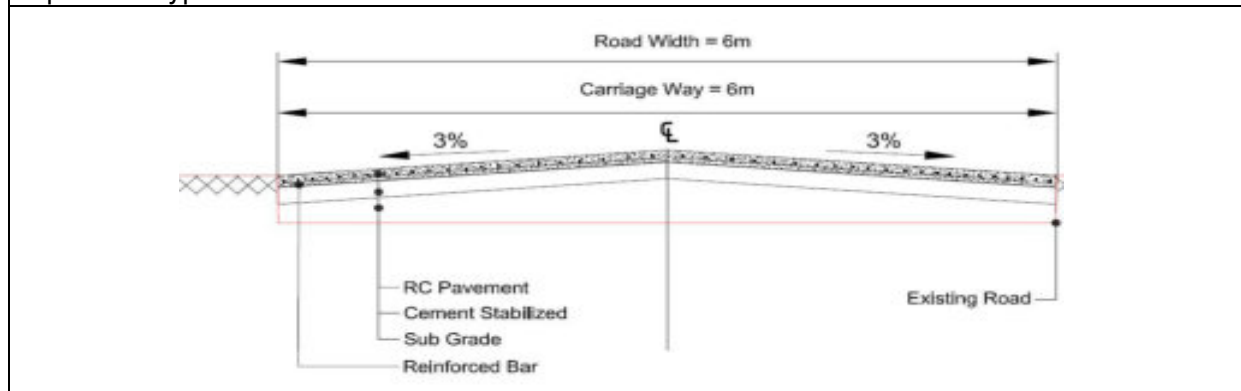 Road Width = 6m
Carriage Way = 6m
3% ℄ 3%
RC Pavement
Cement Stabilized
Sub Grade
Reinforced Bar
Existing Road